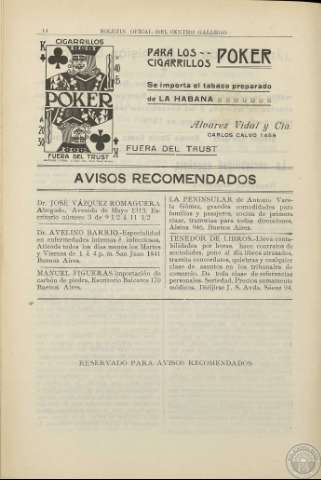 14 BOLETIN OFICIAL DEL CENTRO GALLEGO
CIGARRILLOS
K
40
45
POKER
20
30
K
FUERA DEL TRUST
PARA LOS --
CIGARRILLOS POKER
Se importa el tabaco preparado
de LA HABANA
Alvarez Vidal y Cía
CARLOS CALVO
FUERA DEL TRUST
AVISOS RECOMENDADOS
Dr. JOSÉ VÁZQUEZ ROMAGUERA
Abogado, Avenida de Mayo Es-
critorio número 3 de 9 1/2 á 11 1/2
Dr. AVELINO BARRIO-Especialidad
en enfermedades internas é infecciosas,
Atiende todos los días menos los Martes
y Viernes de 1 á 4 p. m. San Juan 1641
Buenos Aires.
MANUEL FIGUERAS importación de
carbón de piedra, Escritorio Balcarce 170
Buenos Aires.
LA PENINSULAR de Antonio Vare-
la Gómez, grandes comodidades para
familias y pasajeros, cocina de primera
clase, tranvías para todas direcciones.
Alsina 946, Buenos Aires.
TENEDOR DE LIBROS.-Lleva conta-
bilidades por horas, hace contratos de
sociedades, pone al día libros atrasados,
tramita concordatos, quiebras y cualquier
clase de asuntos en los tribunales de
comercio. Da toda clase de referencias
personales. Seriedad. Precios sumamente
módicos. Dirigirse J. S. Avda. Sáenz 94.
RESERVADO PARA AVISOS RECOMENDADOS